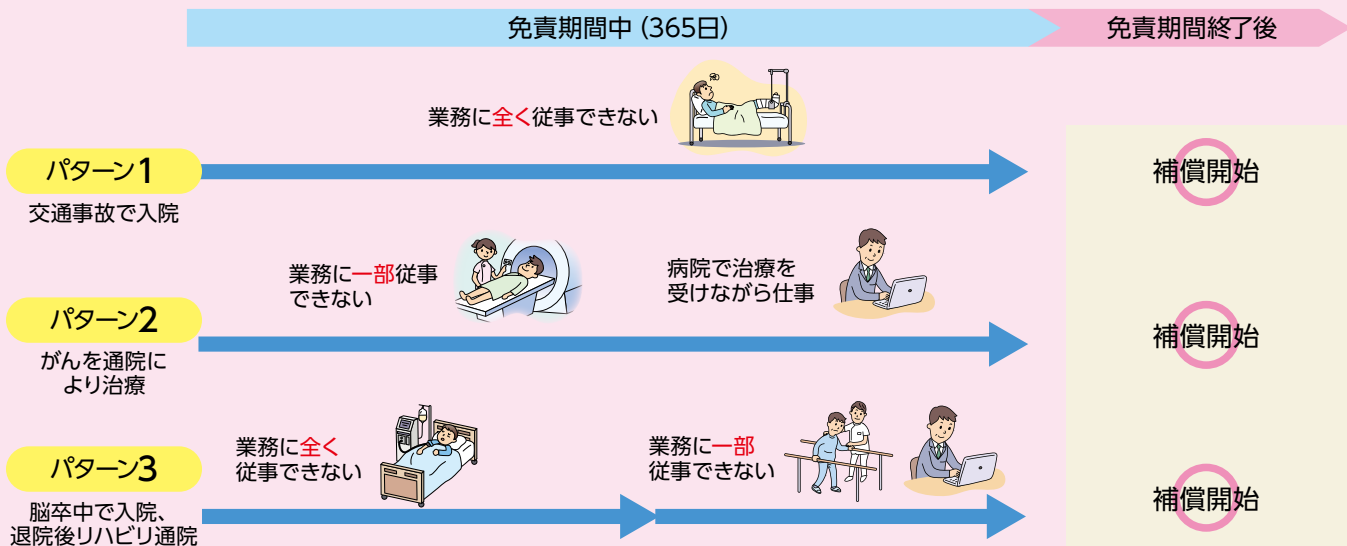 免責期間中 (365日)
免責期間終了後
業務に全く従事できない
パターン1
交通事故で入院
補償開始
業務に一部従事
できない
病院で治療を
受けながら仕事
パターン2
がんを通院に
より治療
補償開始
業務に全く
従事できない
業務に一部
従事できない
パターン3
脳卒中で入院、
退院後リハビリ通院
補償開始